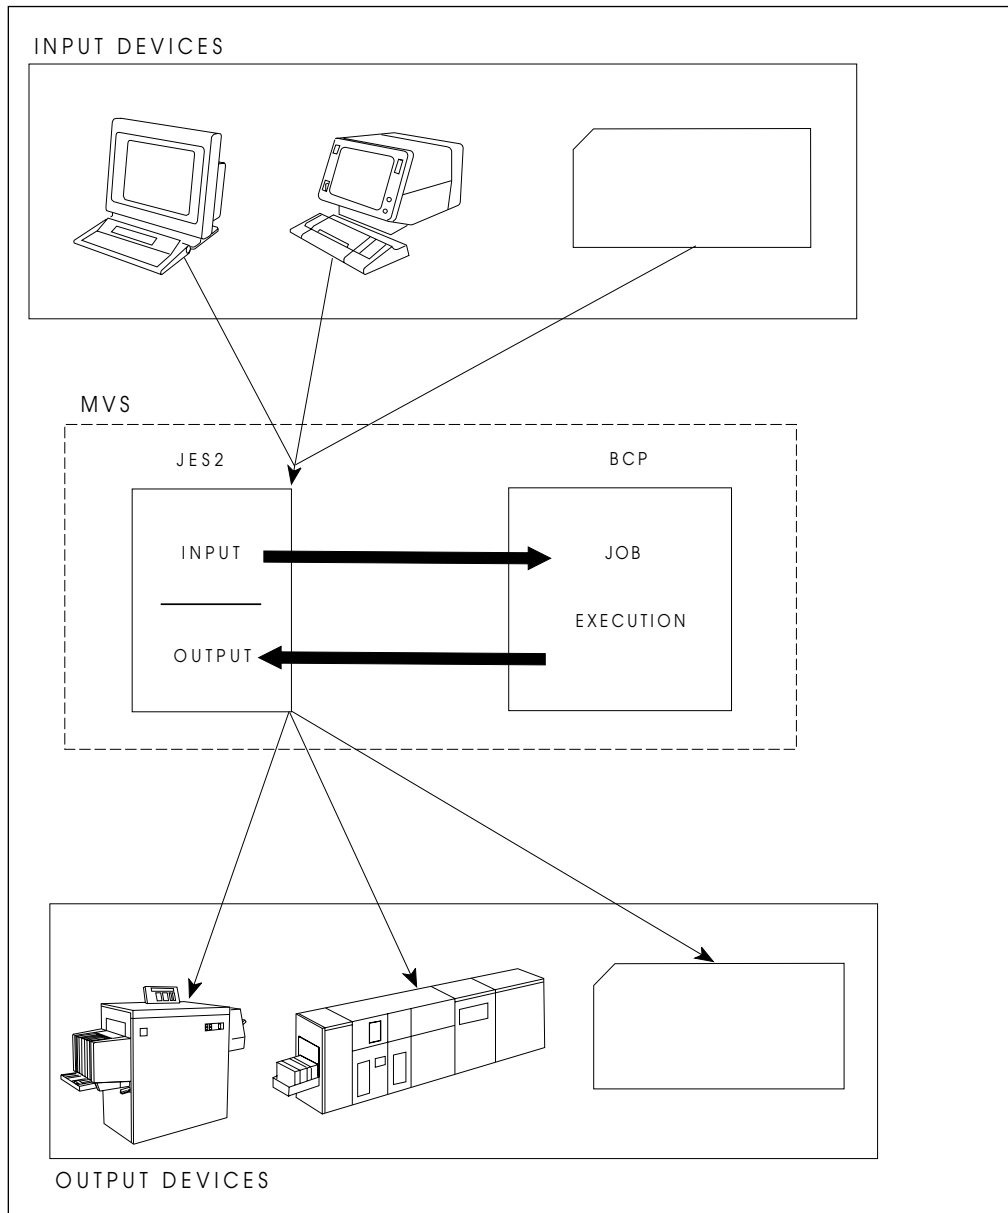 INPUT DEVICES
MVS
JES2
BCP
INPUT
JOB
EXECUTION
OUTPUT
OUTPUT DEVICES